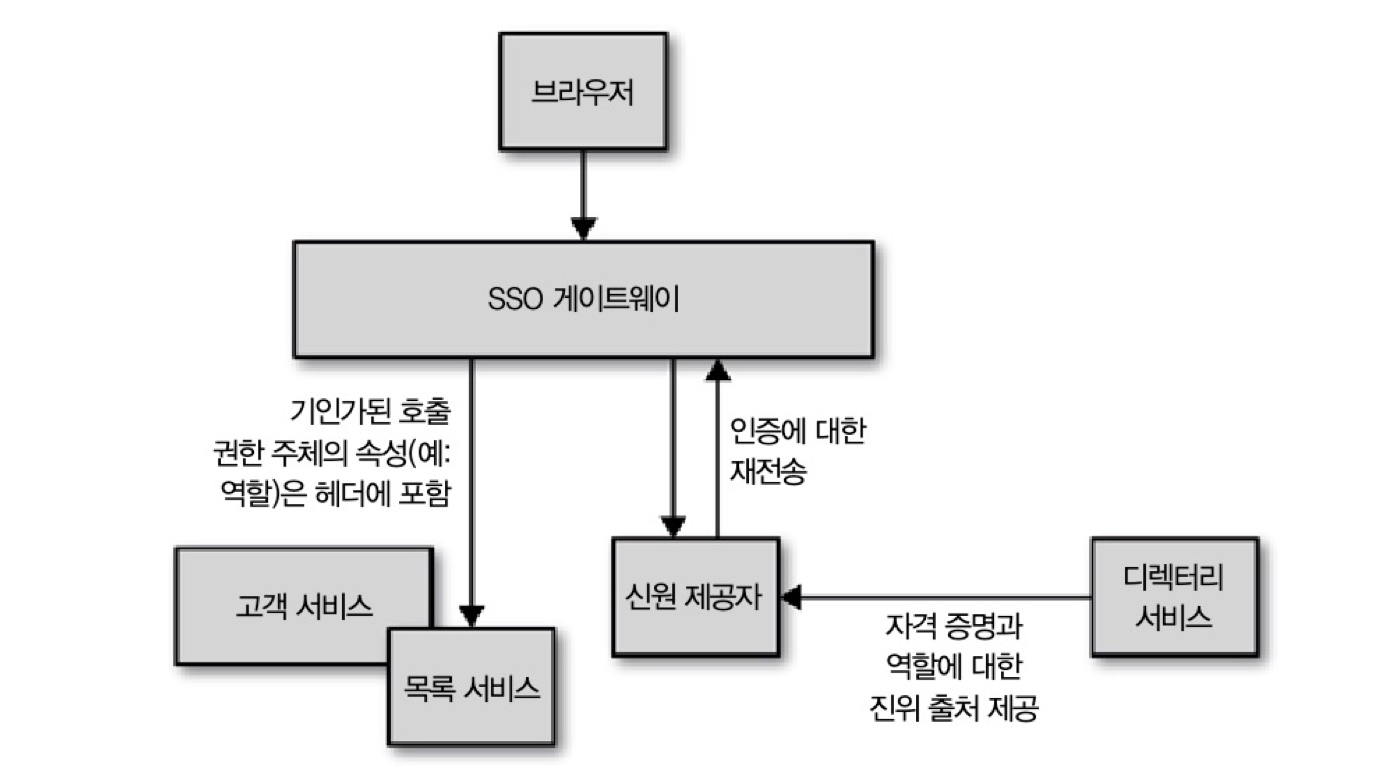 브라우저
SSO 게이트웨이
기인가된 호출
권한 주체의 속성(예:
역할)은 헤더에 포함
인증에 대한
재전송
고객 서비스
목록 서비스
신원 제공자
디렉터리
서비스
자격 증명과
역할에 대한
진위 출처 제공